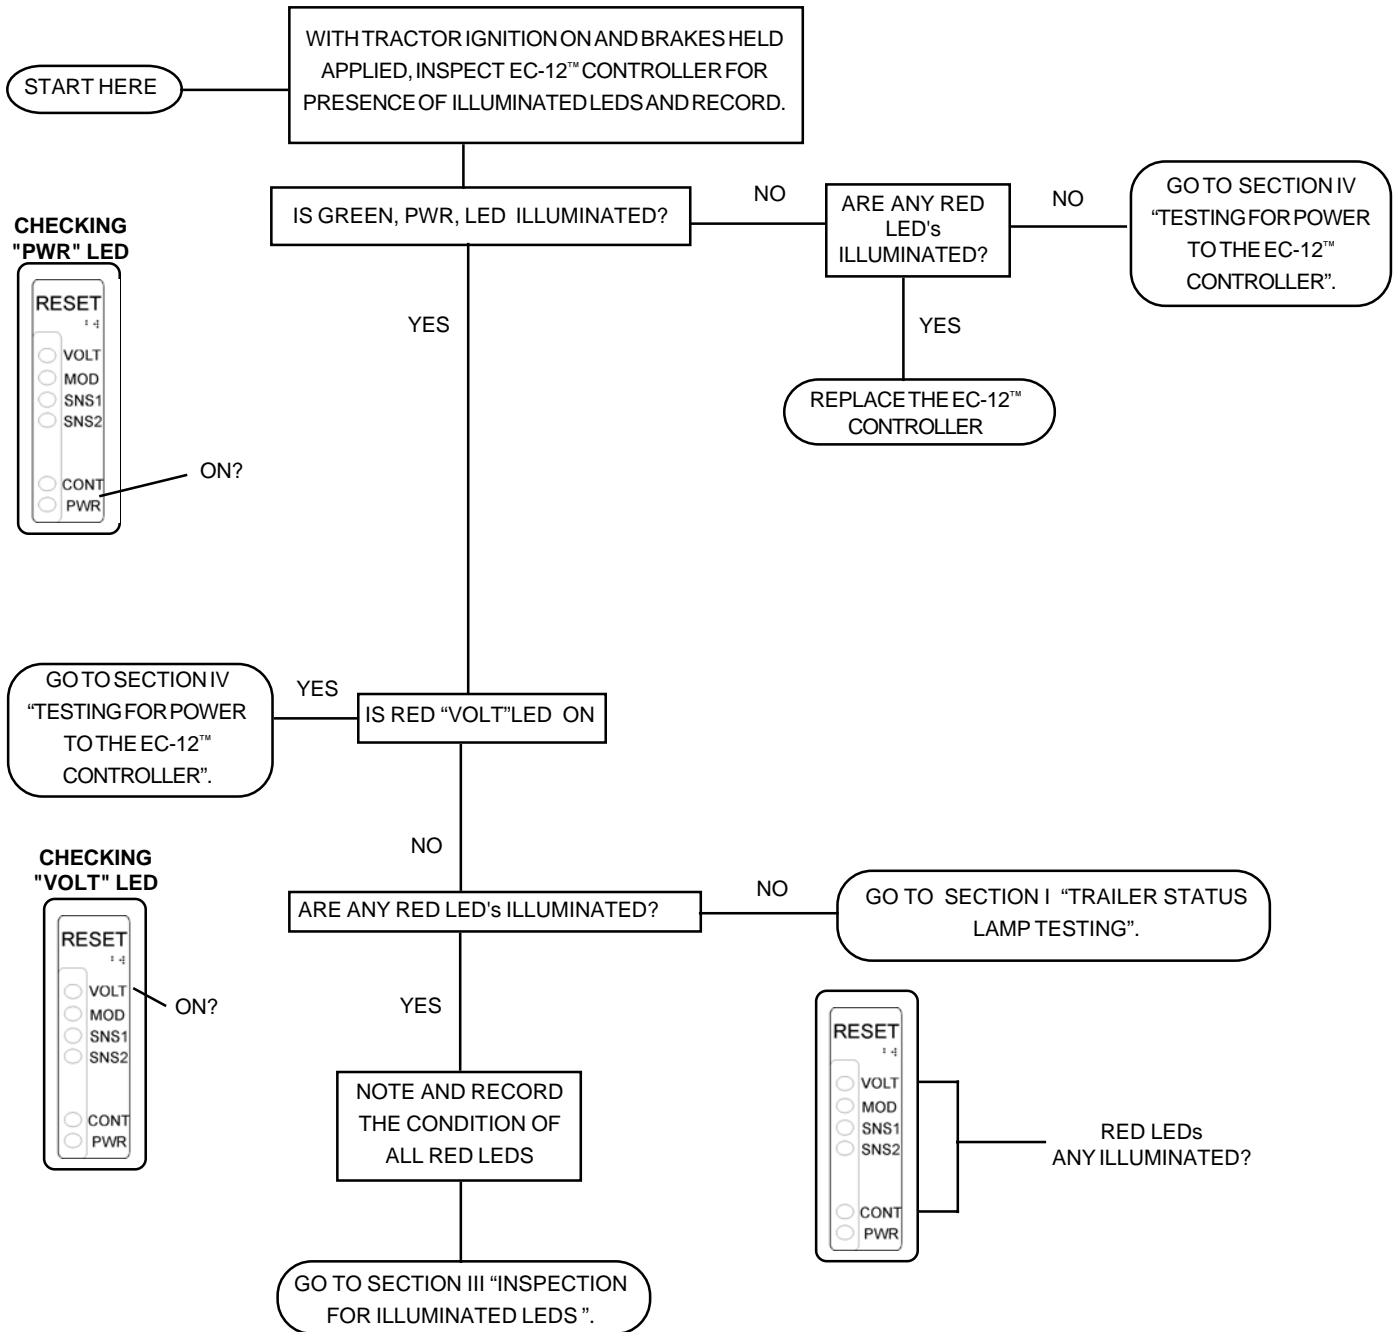 START HERE
WITH TRACTOR IGNITION ON AND BRAKES HELD
APPLIED, INSPECT EC-12™ CONTROLLER FOR
PRESENCE OF ILLUMINATED LEDS AND RECORD.
IS GREEN, PWR, LED ILLUMINATED?
NO
ARE ANY RED
LED's
ILLUMINATED?
NO
GO TO SECTION IV
“TESTING FOR POWER
TO THE EC-12™
CONTROLLER”.
YES
REPLACE THE EC-12™
CONTROLLER
CHECKING
"PWR" LED
RESET
VOLT
MOD
SNS1
SNS2
CONT
PWR
ON?
YES
IS RED “VOLT”LED ON
YES
GO TO SECTION IV
“TESTING FOR POWER
TO THE EC-12™
CONTROLLER”.
NO
CHECKING
"VOLT" LED
RESET
VOLT
MOD
SNS1
SNS2
CONT
PWR
ON?
ARE ANY RED LED's ILLUMINATED?
NO
GO TO SECTION I “TRAILER STATUS
LAMP TESTING”.
YES
NOTE AND RECORD
THE CONDITION OF
ALL RED LEDS
RESET
VOLT
MOD
SNS1
SNS2
CONT
PWR
RED LEDs
ANY ILLUMINATED?
GO TO SECTION III “INSPECTION
FOR ILLUMINATED LEDS ”.